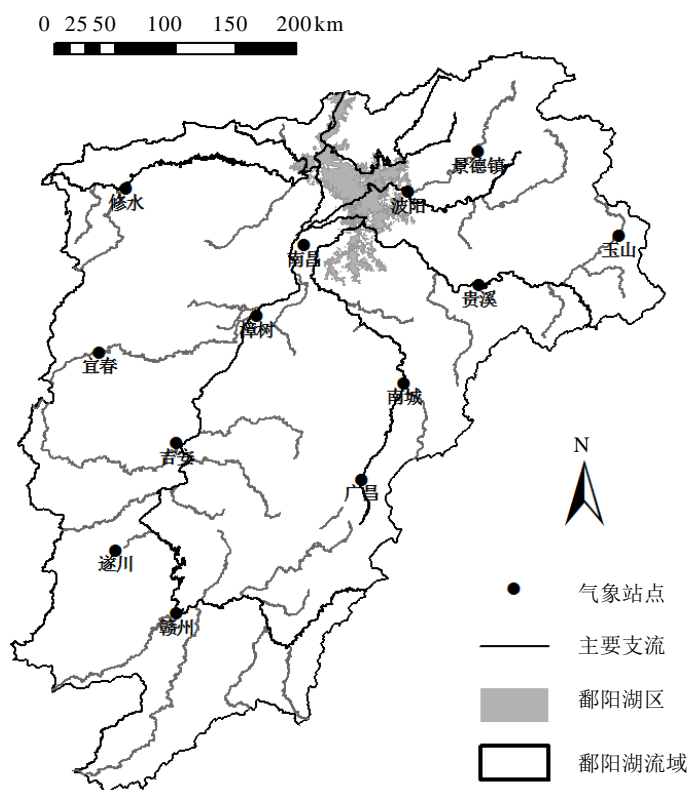 0 25 50 100 150 200 km
景德镇
修水
波阳
玉山
南昌
贵溪
樟树
宜春
南城
吉安
N
广昌
遂川
气象站点
赣州
主要支流
鄱阳湖区
鄱阳湖流域